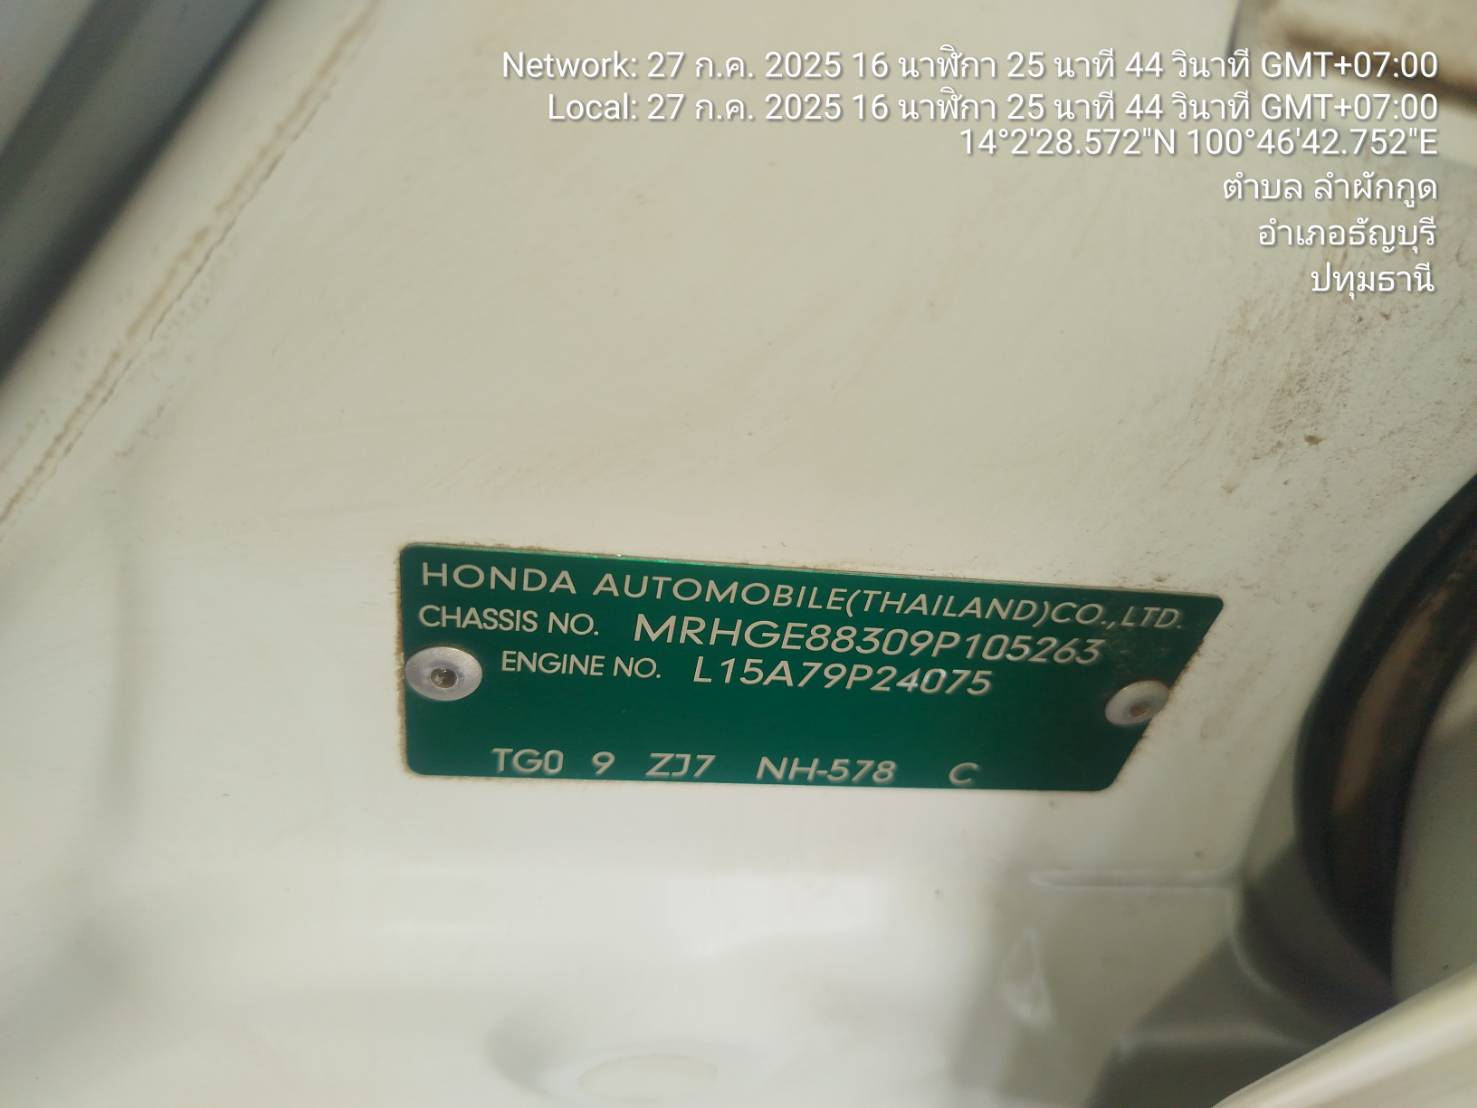 Network: 27 ก.ค. 2025 16 นาฬิกา 25 นาที 44 วินาที GMT+07:00
Local: 27 ก.ค. 2025 16 นาฬิกา 25 นาที 44 วินาที GMT+07:00
14°2'28.572"N 100°46'42.752"E
ตำบล ลำผักกูด
อำเภอธัญบุรี
ปทุมธานี
HONDA AUTOMOBILE(THAILAND)CO.,LTD.
CHASSIS NO. MRHGE88309P105263
ENGINE NO. L15A79P24075
TG0 9 ZJ7 NH-578 C